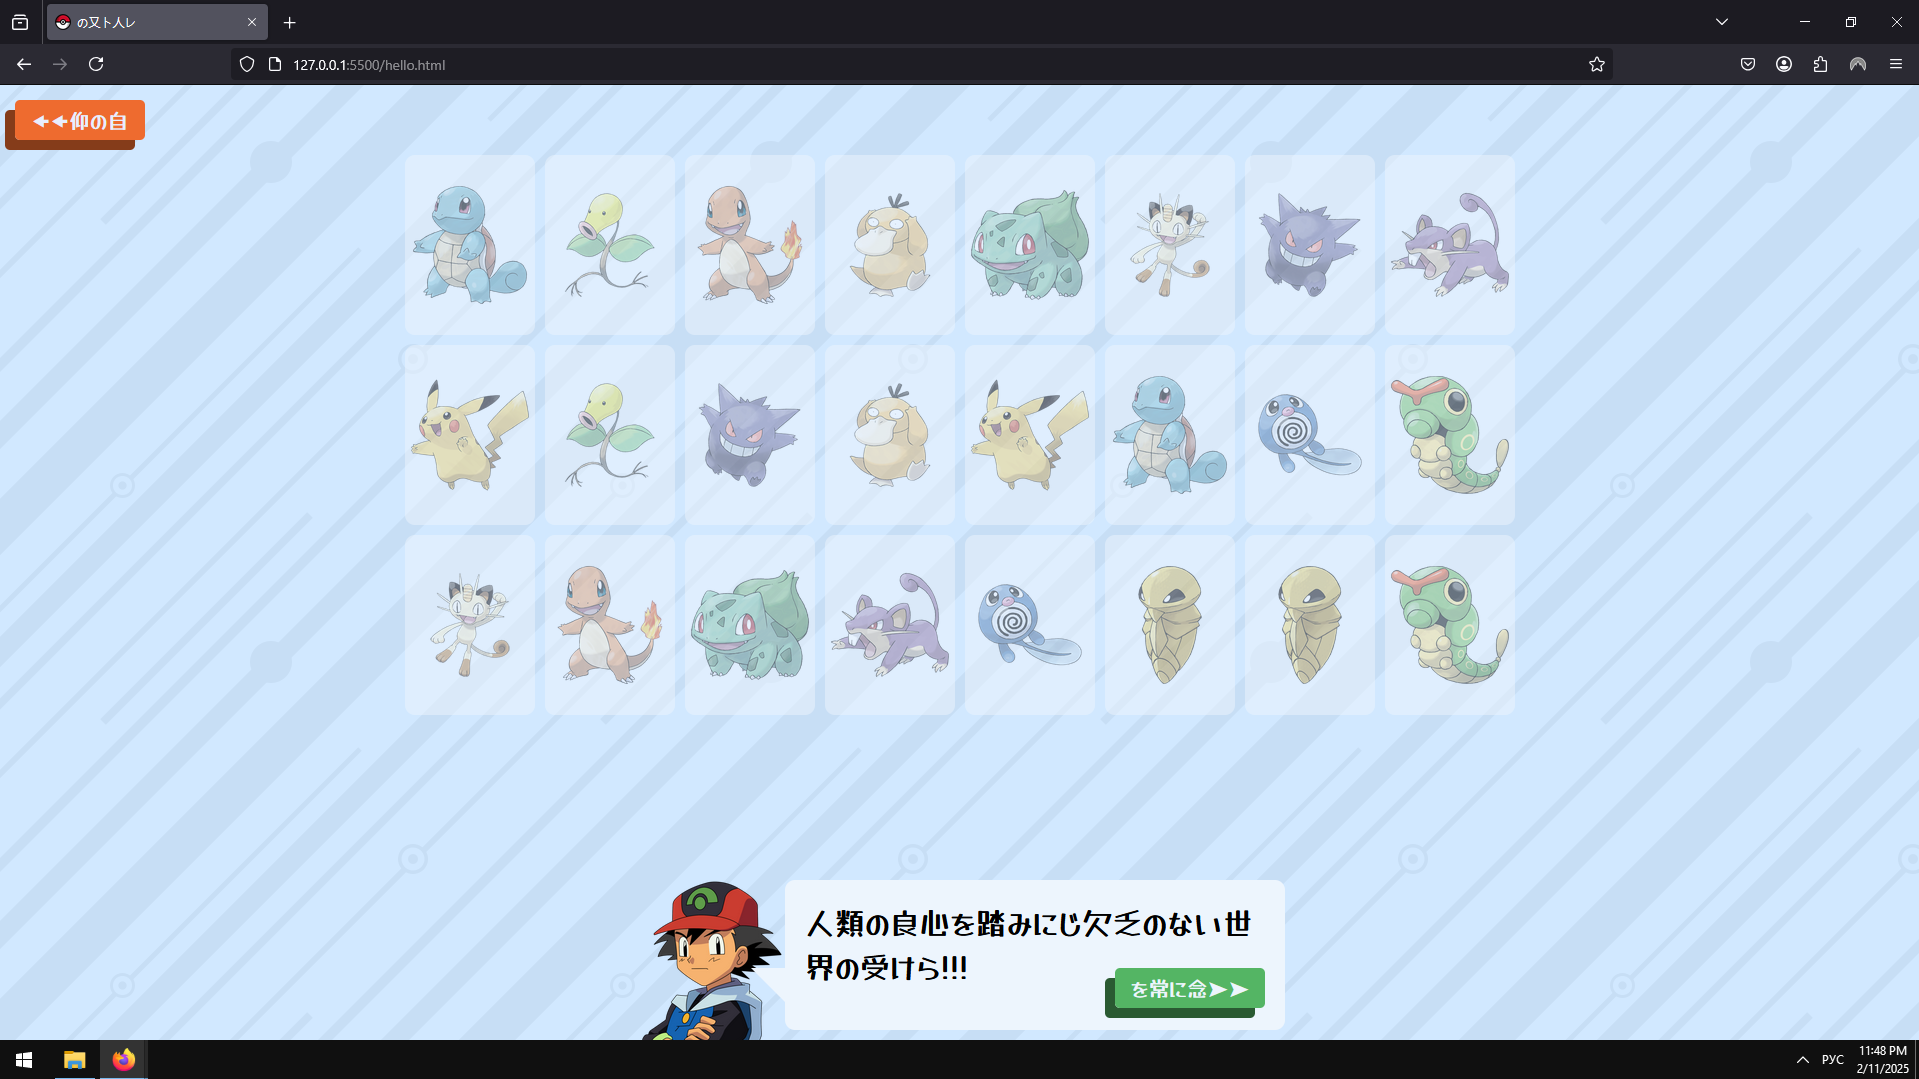 の又ト人レ
127.0.0.1:5500/hello.html
仰の自
人類の良心を踏みにじ欠乏のない世
界の受けら!!!
を常に念
РУС
11:48 PM
2/11/2025